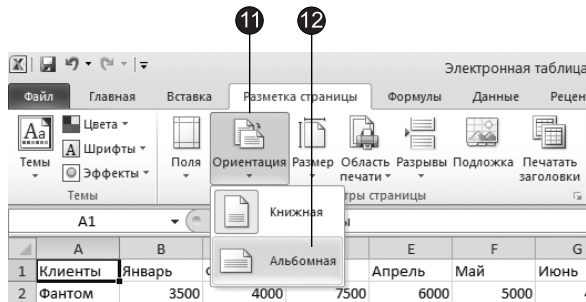 11 12
Электронная таблица
Файл Главная Вставка Разметка страницы Формулы Данные Рецен
Aa Цвета
A Шрифты
Эффекты
Темы Поля Ориентация Размер Область печати Разрывы Подложка Печатать заголовки
Темы тры страницы
A1
Книжная
Альбомная
A B E F G
1 Клиенты Январь Апрель Май Июнь
2 Фантом 3500 4000 7500 6000 5000